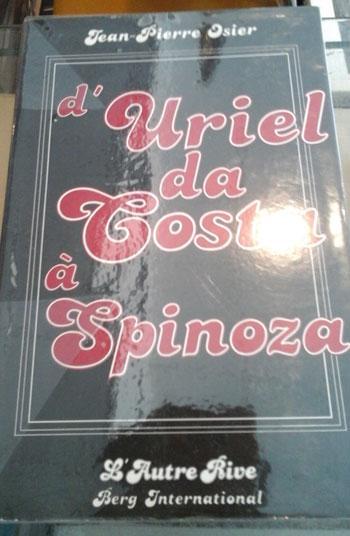 Jean-Pierre Osier
d'Uriel
da
Costa
à
Spinoza
L'Autre Rive
Berg International